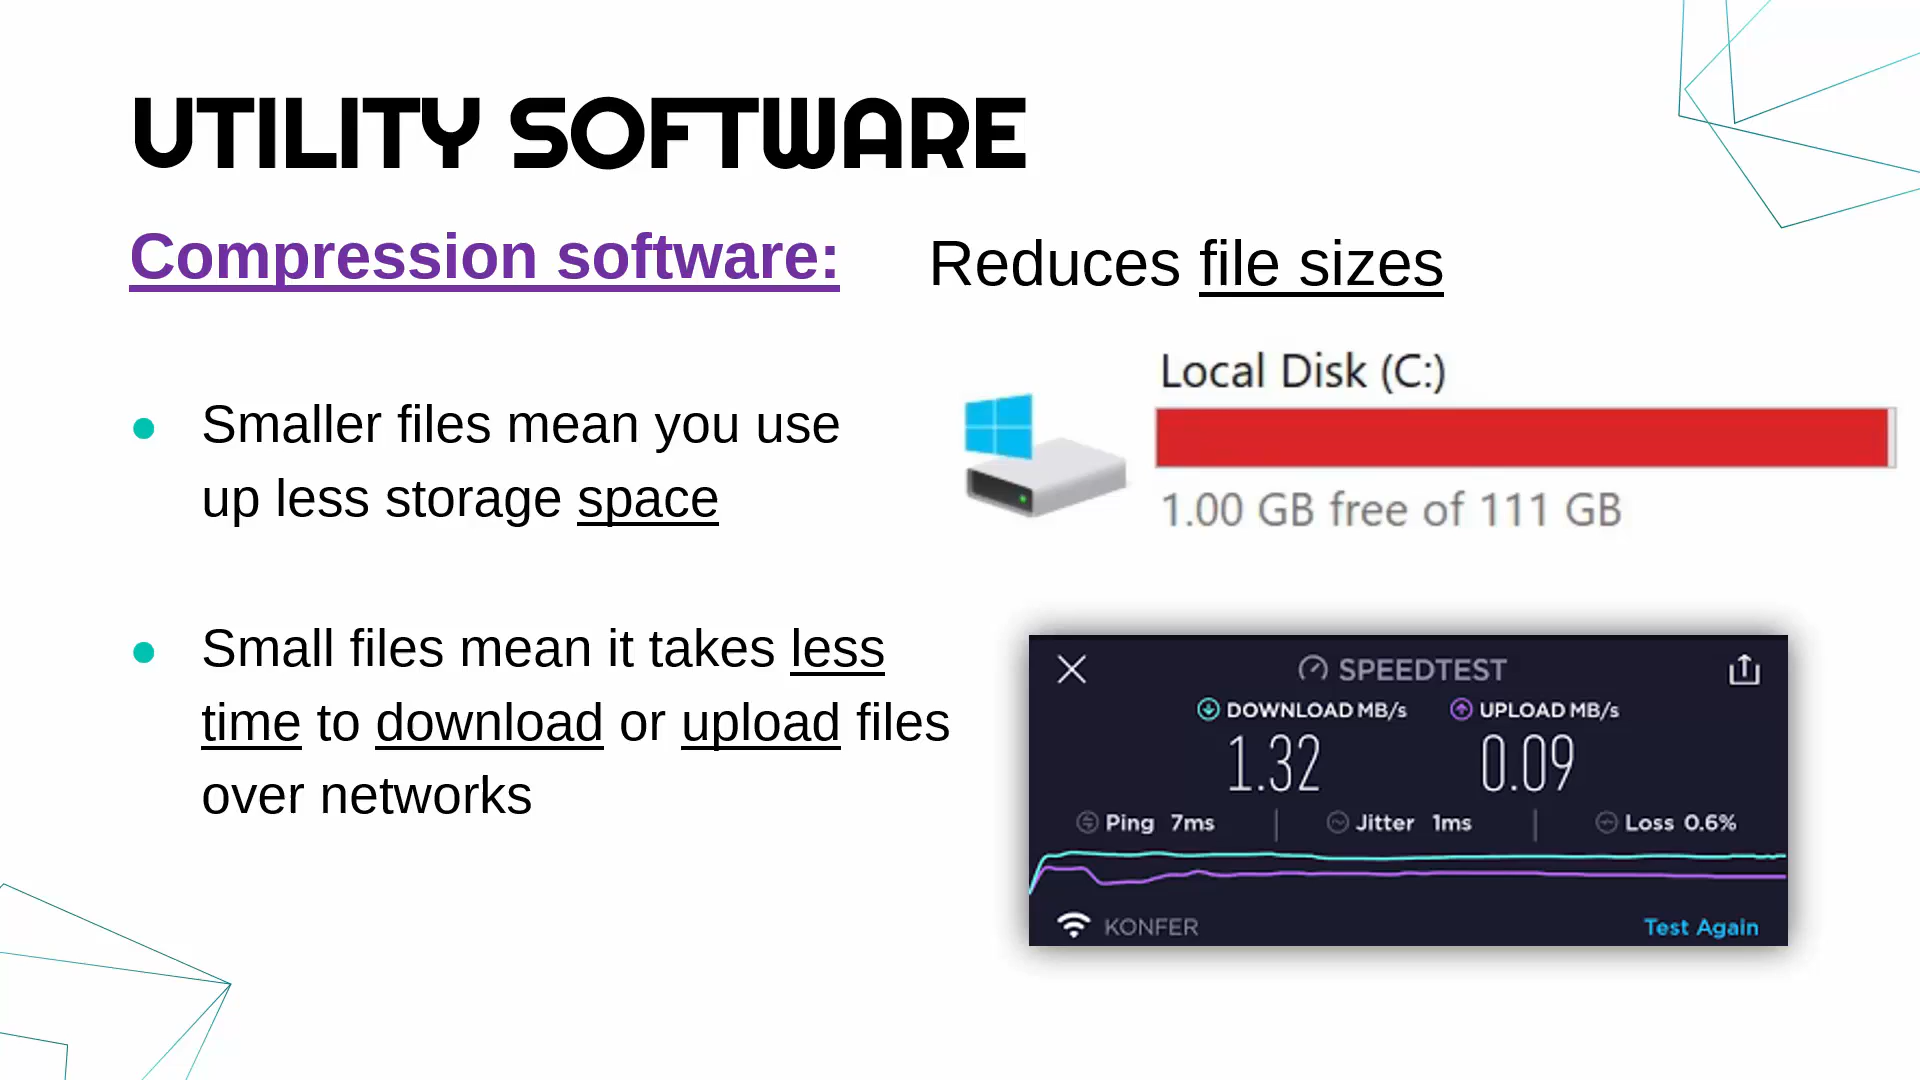 UTILITY SOFTWARE
Compression software:
Reduces file sizes
Smaller files mean you use
up less storage space
Small files mean it takes less
time to download or upload files
over networks
Local Disk (C:)
1.00 GB free of 111 GB
SPEEDTEST
DOWNLOAD MB/s UPLOAD MB/s
1.32 0.09
Ping 7ms Jitter 1ms Loss 0.6%
KONFER Test Again